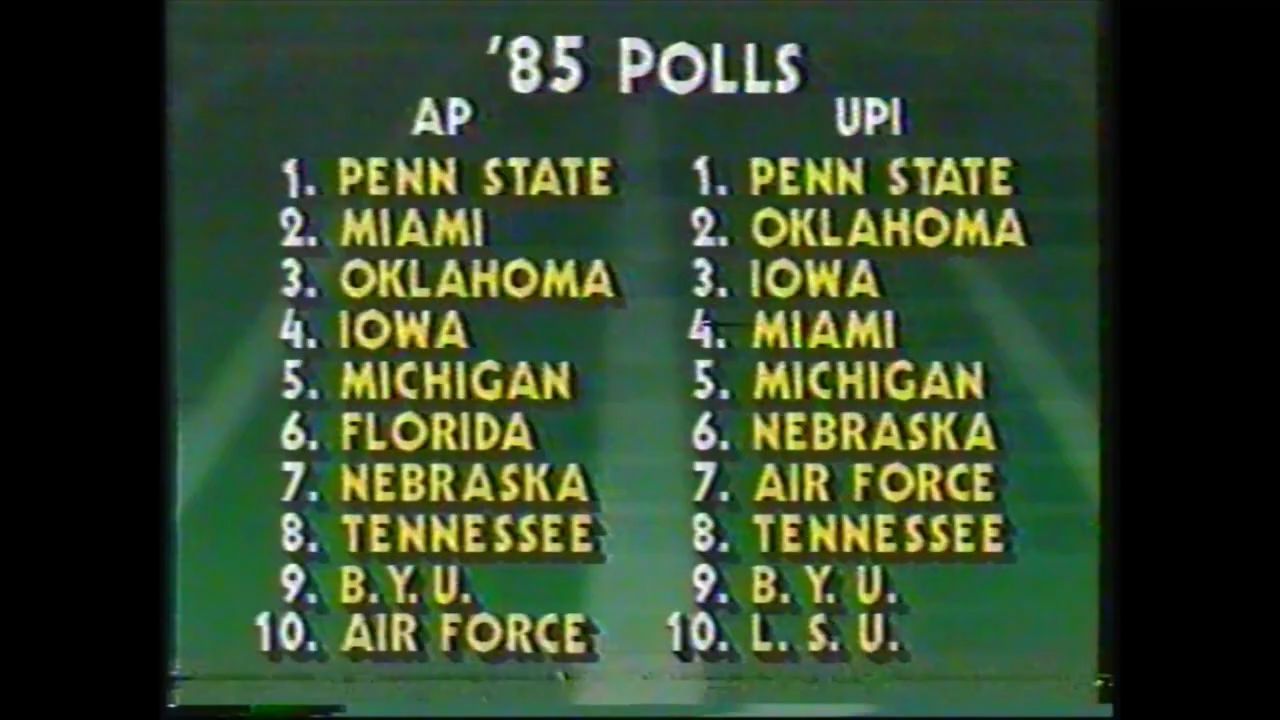 '85 POLLS
AP UPI
1. PENN STATE 1. PENN STATE
2. MIAMI 2. OKLAHOMA
3. OKLAHOMA 3. IOWA
4. IOWA 4. MIAMI
5. MICHIGAN 5. MICHIGAN
6. FLORIDA 6. NEBRASKA
7. NEBRASKA 7. AIR FORCE
8. TENNESSEE 8. TENNESSEE
9. B.Y.U. 9. B. Y. U.
10. AIR FORCE 10. L. S. U.